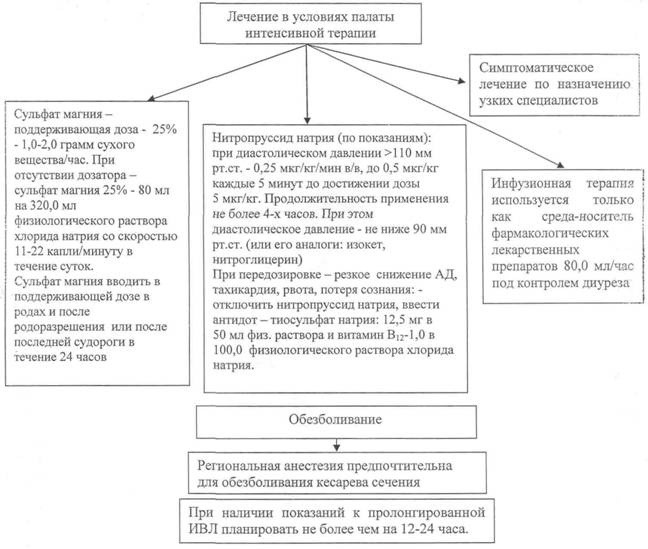 Лечение в условиях палаты
интенсивной терапии
Симптоматическое
лечение по назначению
узких специалистов
Сульфат магния –
поддерживающая доза - 25%
- 1,0-2,0 грамм сухого
вещества/час. При
отсутствии дозатора –
сульфат магния 25% - 80 мл
на 320,0 мл
физиологического раствора
хлорида натрия со скоростью
11-22 капли/минуту в
течение суток.
Сульфат магния вводить в
поддерживающей дозе в
родах и после
родоразрешения или после
последней судороги в
течение 24 часов
Нитропруссид натрия (по показаниям):
при диастолическом давлении >110 мм
рт.ст. - 0,25 мкг/кг/мин в/в, до 0,5 мкг/кг
каждые 5 минут до достижении дозы
5 мкг/кг. Продолжительность применения
не более 4-х часов. При этом
диастолическое давление - не ниже 90 мм
рт.ст. (или его аналоги: изокет,
нитроглицерин)
При передозировке – резкое снижение АД,
тахикардия, рвота, потеря сознания: -
отключить нитропруссид натрия, ввести
антидот – тиосульфат натрия: 12,5 мг в
50 мл физ. раствора и витамин В12-1,0 в
100,0 физиологического раствора хлорида
натрия.
Инфузионная терапия
используется только
как среда-носитель
фармакологических
лекарственных
препаратов 80,0 мл/час
под контролем диуреза
Обезболивание
Региональная анестезия предпочтительна
для обезболивания кесарева сечения
При наличии показаний к пролонгированной
ИВЛ планировать не более чем на 12-24 часа.